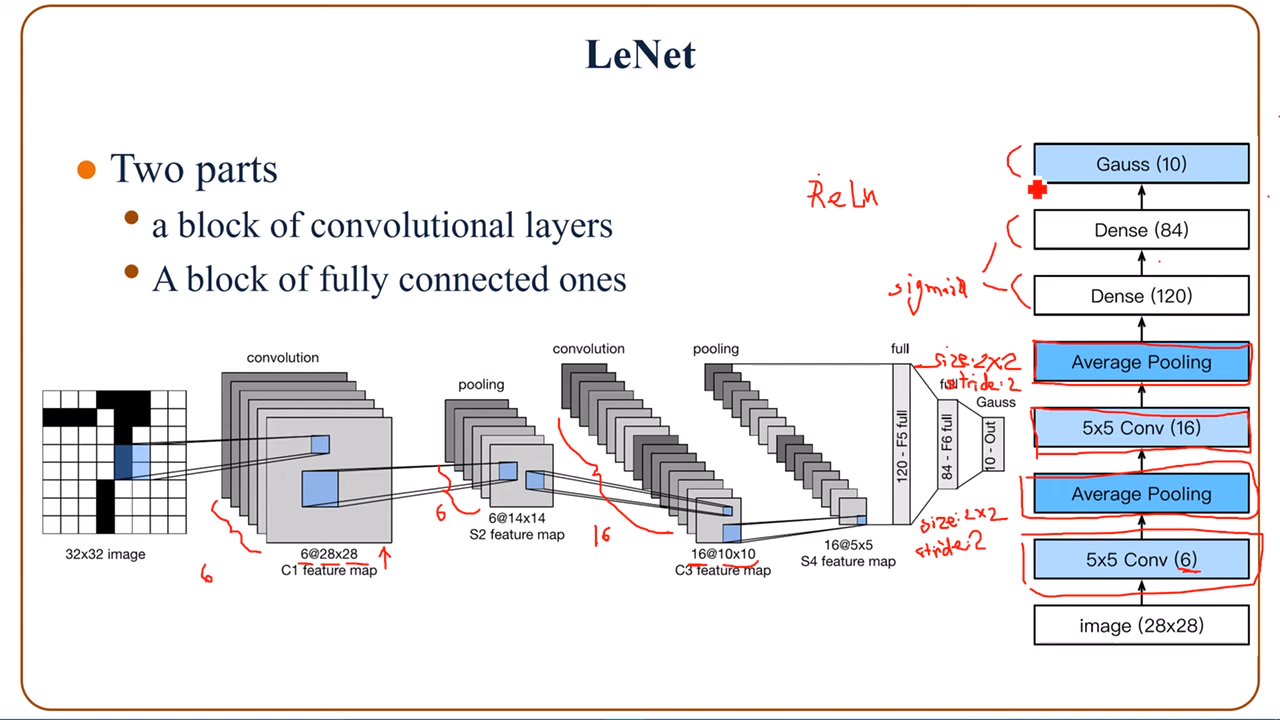 LeNet
Two parts
a block of convolutional layers
A block of fully connected ones
ReLu
sigmoid
convolution
pooling
convolution
pooling
full
full
Gauss
size:2x2
stride:2
120 - F5 full
84 - F6 full
10 - Out
32x32 image
6@28x28
C1 feature map
6
6@14x14
S2 feature map
6
16@10x10
C3 feature map
16
16@5x5
S4 feature map
size:2x2
stride:2
Gauss (10)
Dense (84)
Dense (120)
Average Pooling
5x5 Conv (16)
Average Pooling
5x5 Conv (6)
image (28x28)